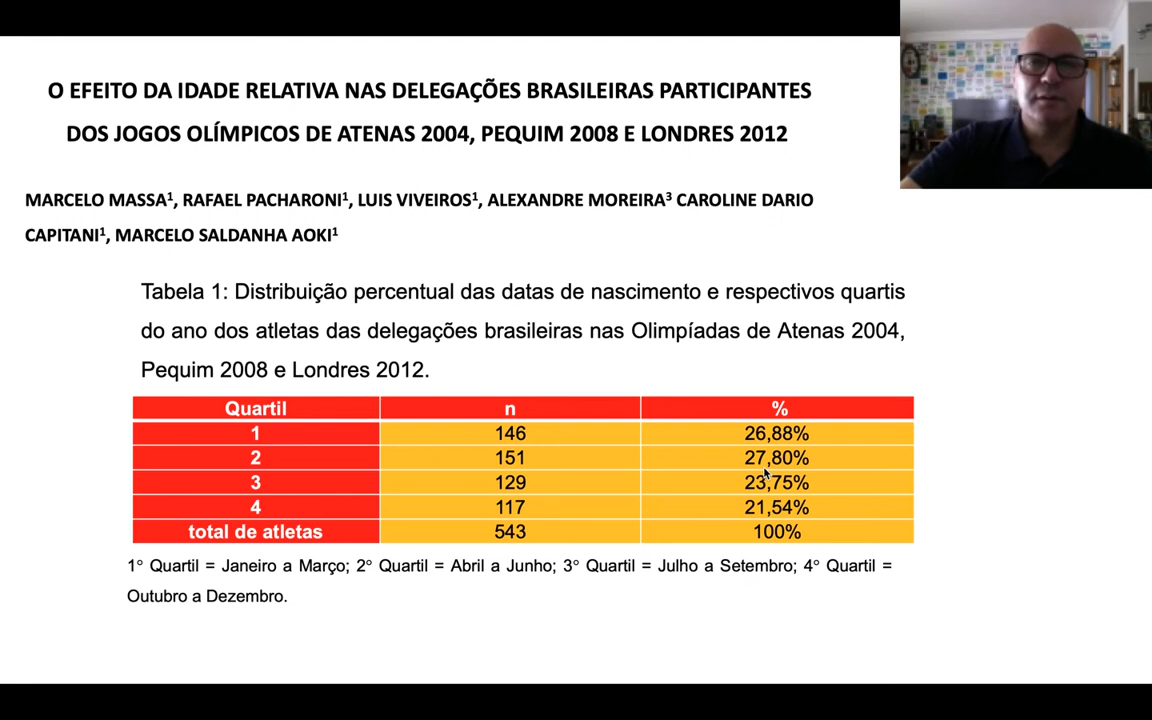 O EFEITO DA IDADE RELATIVA NAS DELEGAÇÕES BRASILEIRAS PARTICIPANTES
DOS JOGOS OLÍMPICOS DE ATENAS 2004, PEQUIM 2008 E LONDRES 2012
MARCELO MASSA¹, RAFAEL PACHARONI¹, LUIS VIVEIROS¹, ALEXANDRE MOREIRA³ CAROLINE DARIO
CAPITANI¹, MARCELO SALDANHA AOKI¹
Tabela 1: Distribuição percentual das datas de nascimento e respectivos quartis
do ano dos atletas das delegações brasileiras nas Olimpíadas de Atenas 2004,
Pequim 2008 e Londres 2012.
Quartil n %
1 146 26,88%
2 151 27,80%
3 129 23,75%
4 117 21,54%
total de atletas 543 100%
1° Quartil = Janeiro a Março; 2° Quartil = Abril a Junho; 3° Quartil = Julho a Setembro; 4° Quartil =
Outubro a Dezembro.